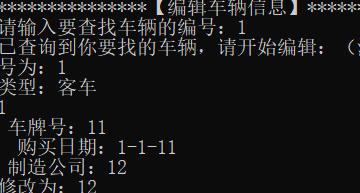 ***************【编辑车辆信息】*****
请输入要查找车辆的编号：1
已查询到你要找的车辆，请开始编辑：（
号为：1
类型：客车
1
车牌号：11
购买日期：1-1-11
制造公司：12
修改为：12